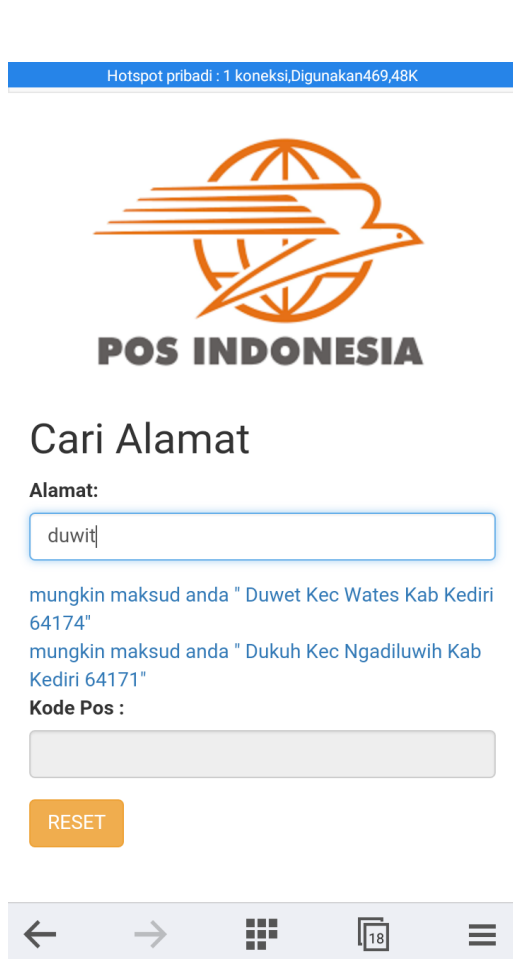 Hotspot pribadi : 1 koneksi,Digunakan469,48K
POS INDONESIA
Cari Alamat
Alamat:
duwit
mungkin maksud anda " Duwet Kec Wates Kab Kediri
64174"
mungkin maksud anda " Dukuh Kec Ngadiluwih Kab
Kediri 64171"
Kode Pos :
RESET
18